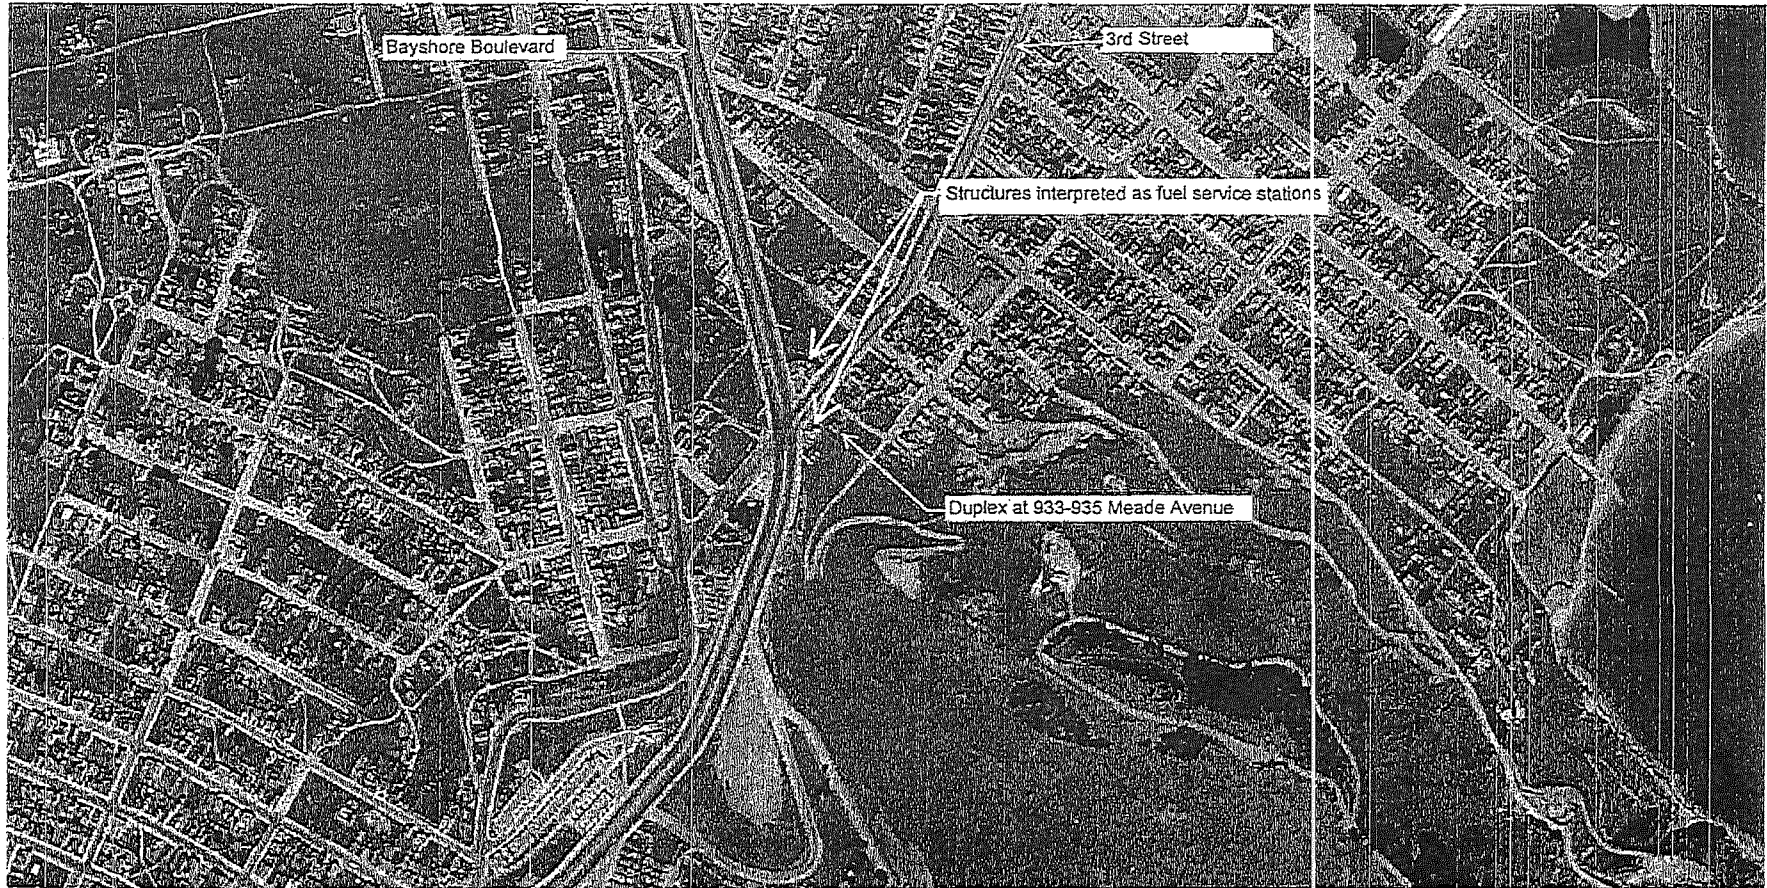 Bayshore Boulevard
3rd Street
Structures interpreted as fuel service stations
Duplex at 933-935 Meade Avenue